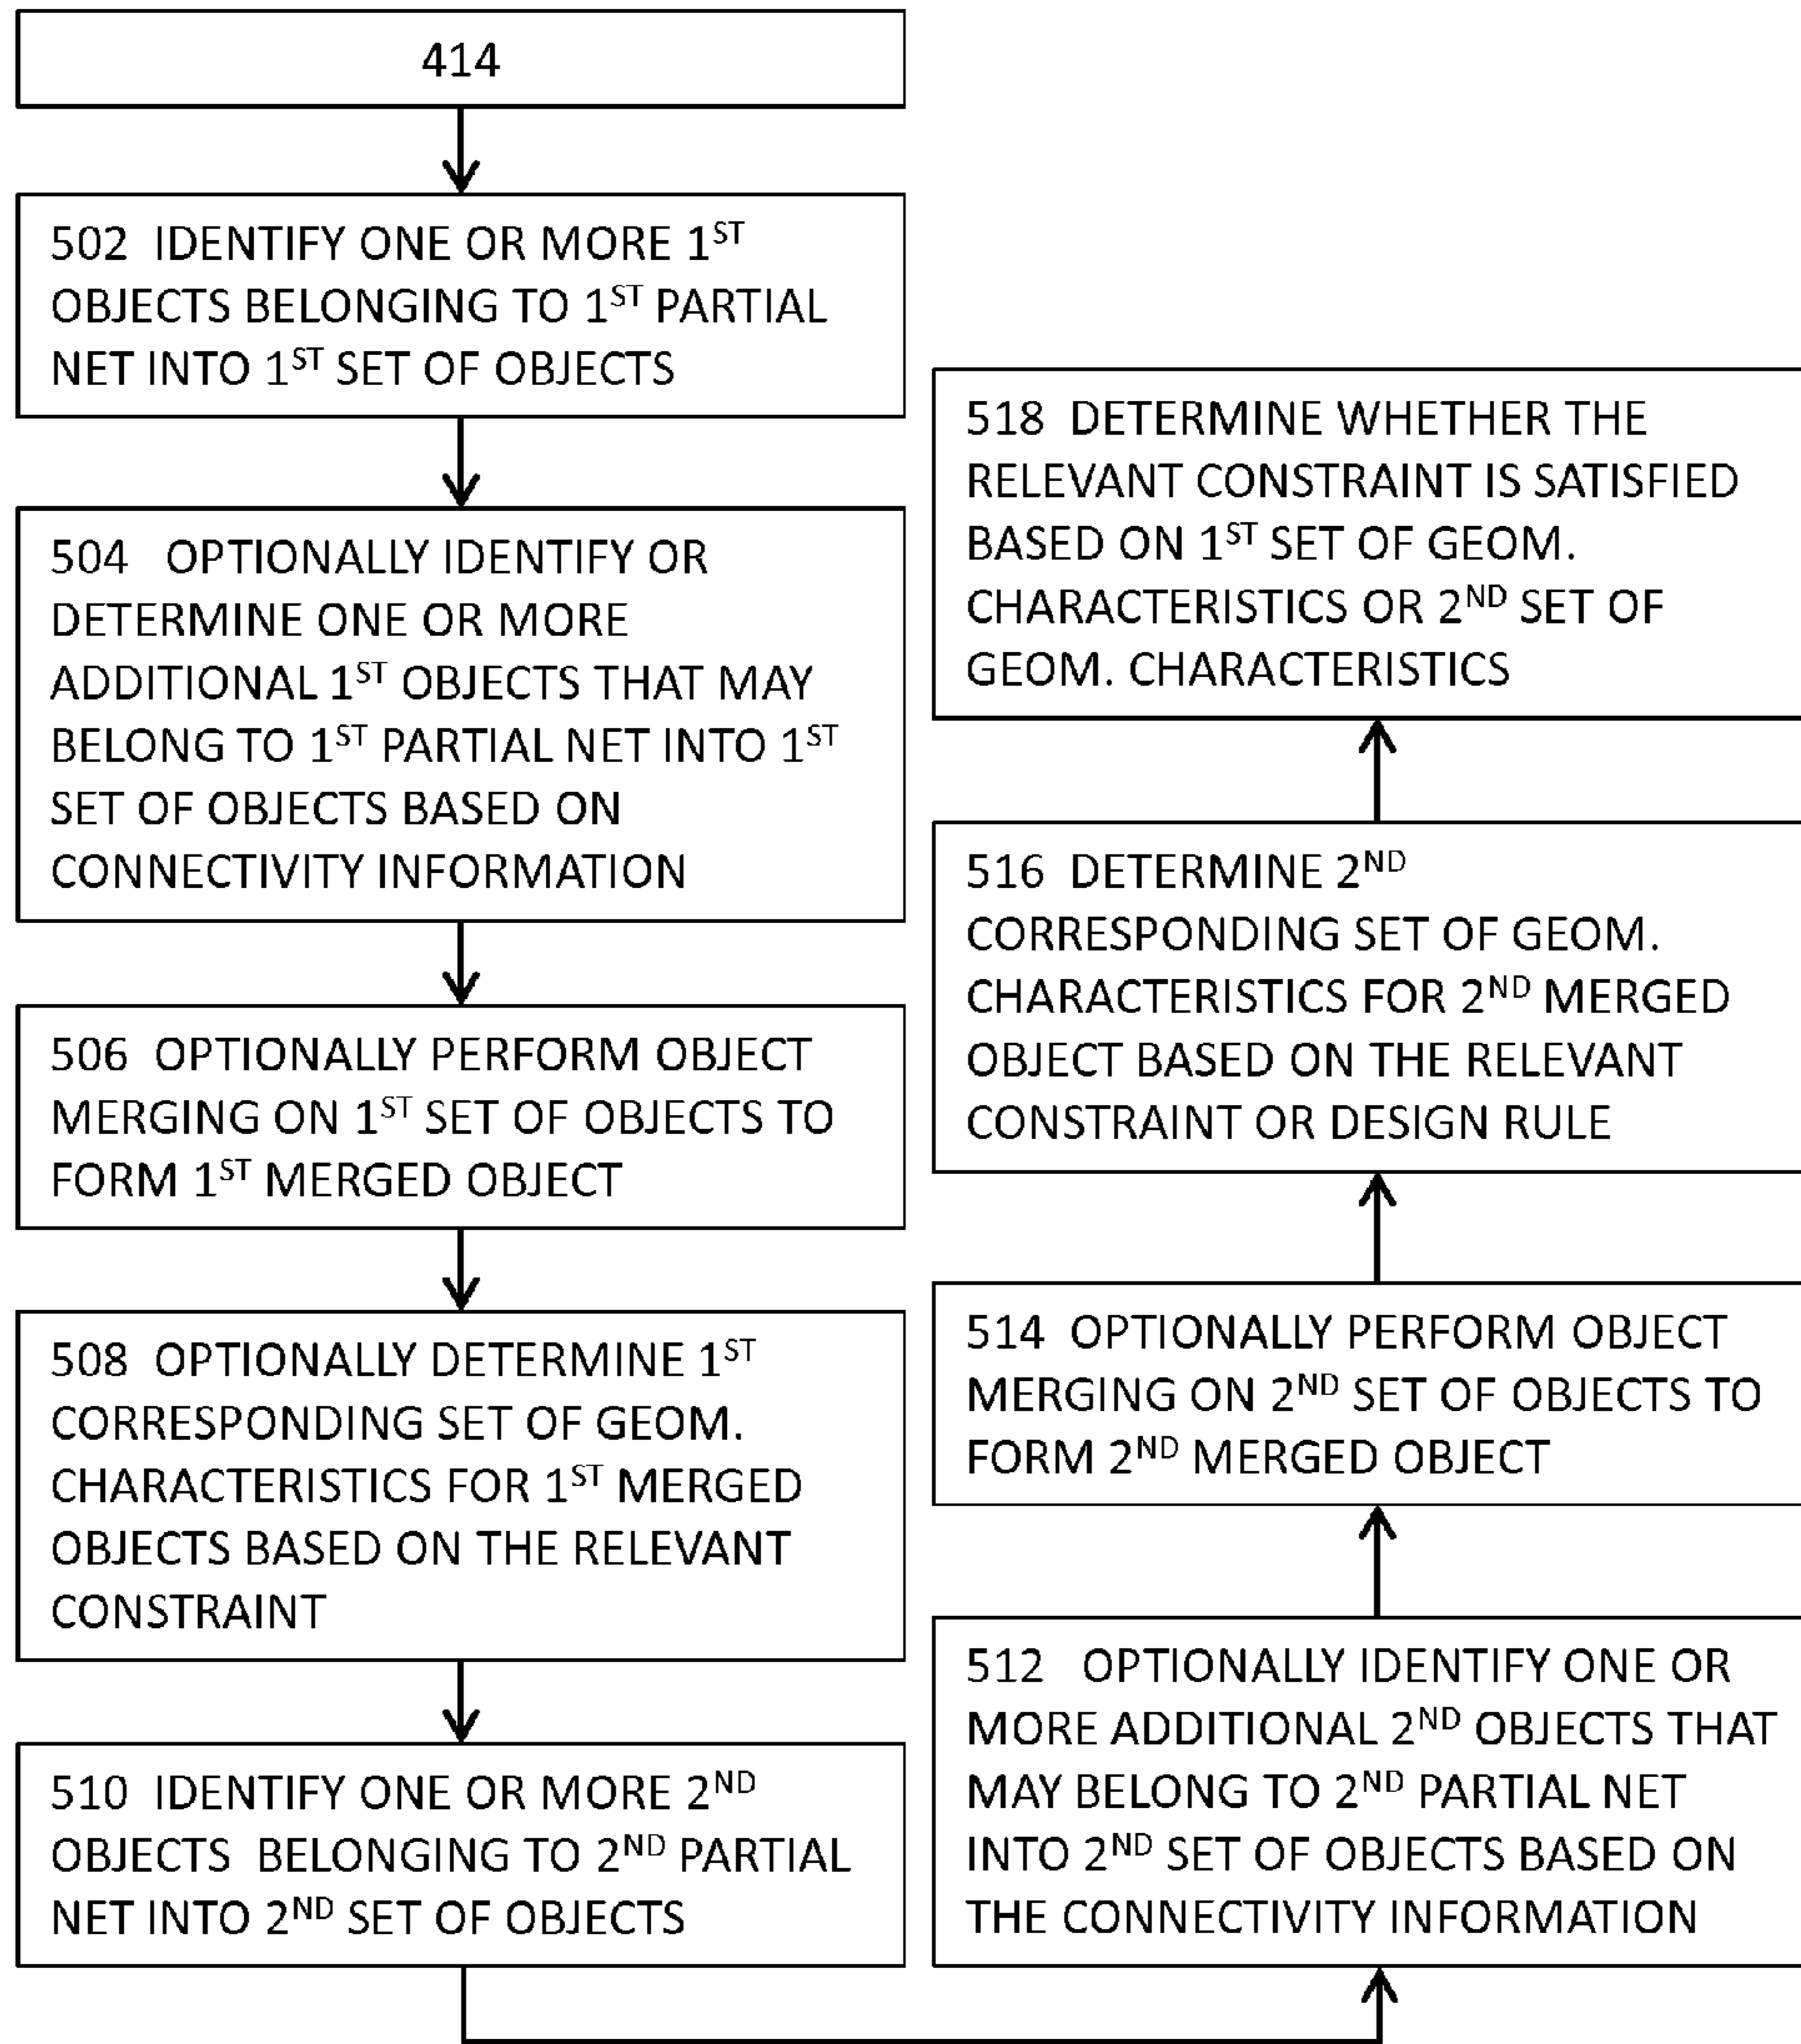 414
502 IDENTIFY ONE OR MORE 1ST
OBJECTS BELONGING TO 1ST PARTIAL
NET INTO 1ST SET OF OBJECTS
504 OPTIONALLY IDENTIFY OR
DETERMINE ONE OR MORE
ADDITIONAL 1ST OBJECTS THAT MAY
BELONG TO 1ST PARTIAL NET INTO 1ST
SET OF OBJECTS BASED ON
CONNECTIVITY INFORMATION
506 OPTIONALLY PERFORM OBJECT
MERGING ON 1ST SET OF OBJECTS TO
FORM 1ST MERGED OBJECT
508 OPTIONALLY DETERMINE 1ST
CORRESPONDING SET OF GEOM.
CHARACTERISTICS FOR 1ST MERGED
OBJECTS BASED ON THE RELEVANT
CONSTRAINT
510 IDENTIFY ONE OR MORE 2ND
OBJECTS BELONGING TO 2ND PARTIAL
NET INTO 2ND SET OF OBJECTS
512 OPTIONALLY IDENTIFY ONE OR
MORE ADDITIONAL 2ND OBJECTS THAT
MAY BELONG TO 2ND PARTIAL NET
INTO 2ND SET OF OBJECTS BASED ON
THE CONNECTIVITY INFORMATION
514 OPTIONALLY PERFORM OBJECT
MERGING ON 2ND SET OF OBJECTS TO
FORM 2ND MERGED OBJECT
516 DETERMINE 2ND
CORRESPONDING SET OF GEOM.
CHARACTERISTICS FOR 2ND MERGED
OBJECT BASED ON THE RELEVANT
CONSTRAINT OR DESIGN RULE
518 DETERMINE WHETHER THE
RELEVANT CONSTRAINT IS SATISFIED
BASED ON 1ST SET OF GEOM.
CHARACTERISTICS OR 2ND SET OF
GEOM. CHARACTERISTICS